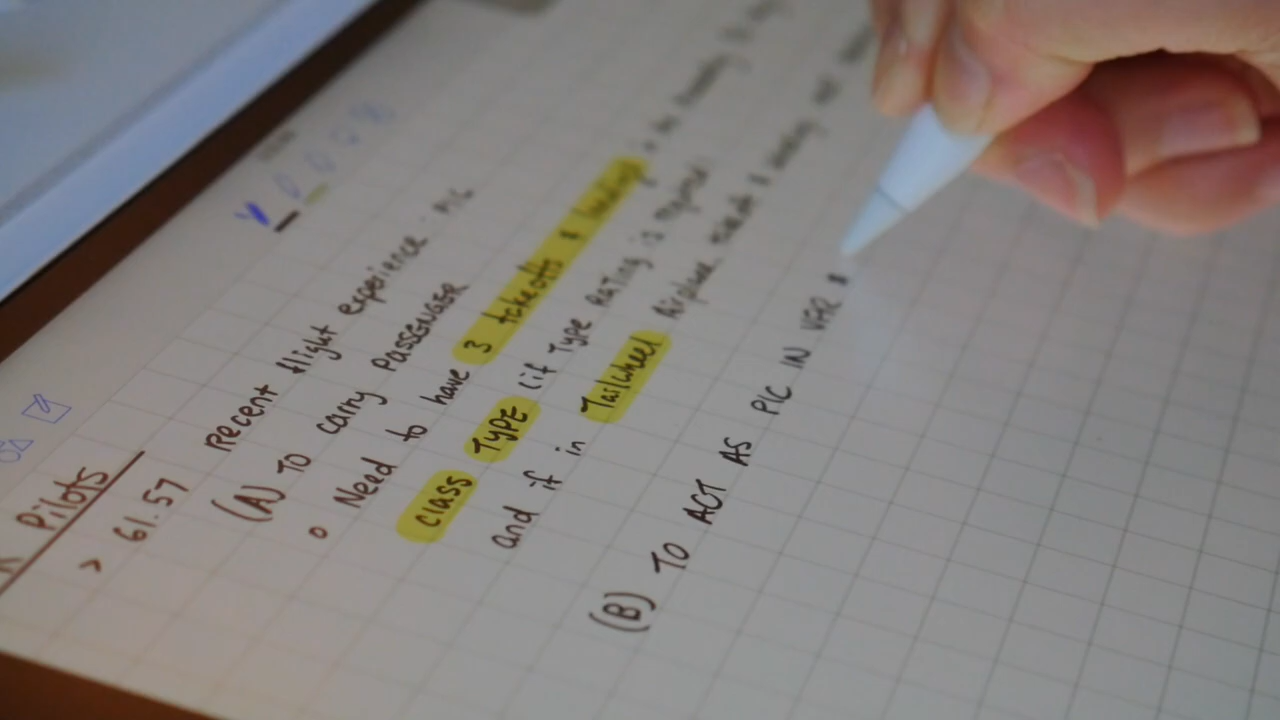 Pilots
> 61.57 recent flight experience: PIC
(A) TO carry PASSENGER
o Need to have 3 takeoffs & landings
class TYPE (if TYPE RATING is required)
and if in Tailwheel Airplane
(B) TO ACT AS PIC IN VFR